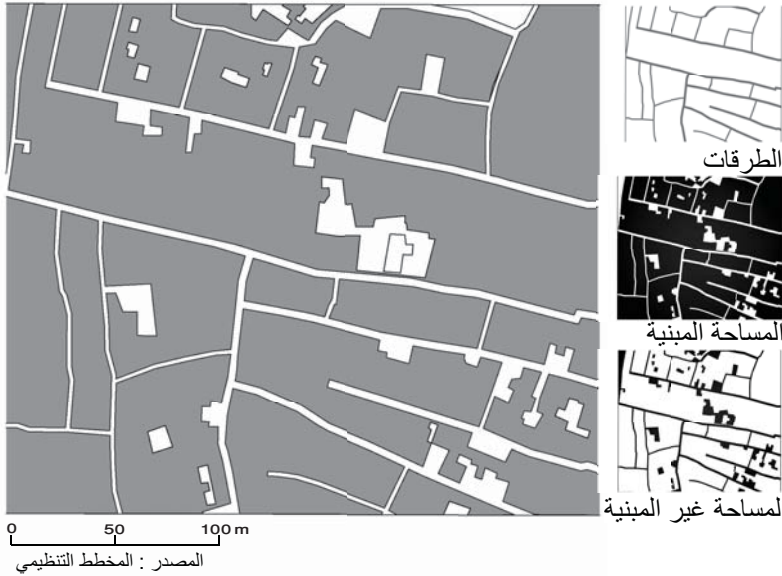 الطرقات
المساحة المبنية
لمساحة غير المبنية
0 50 100 m
المصدر : المخطط التنظيمي